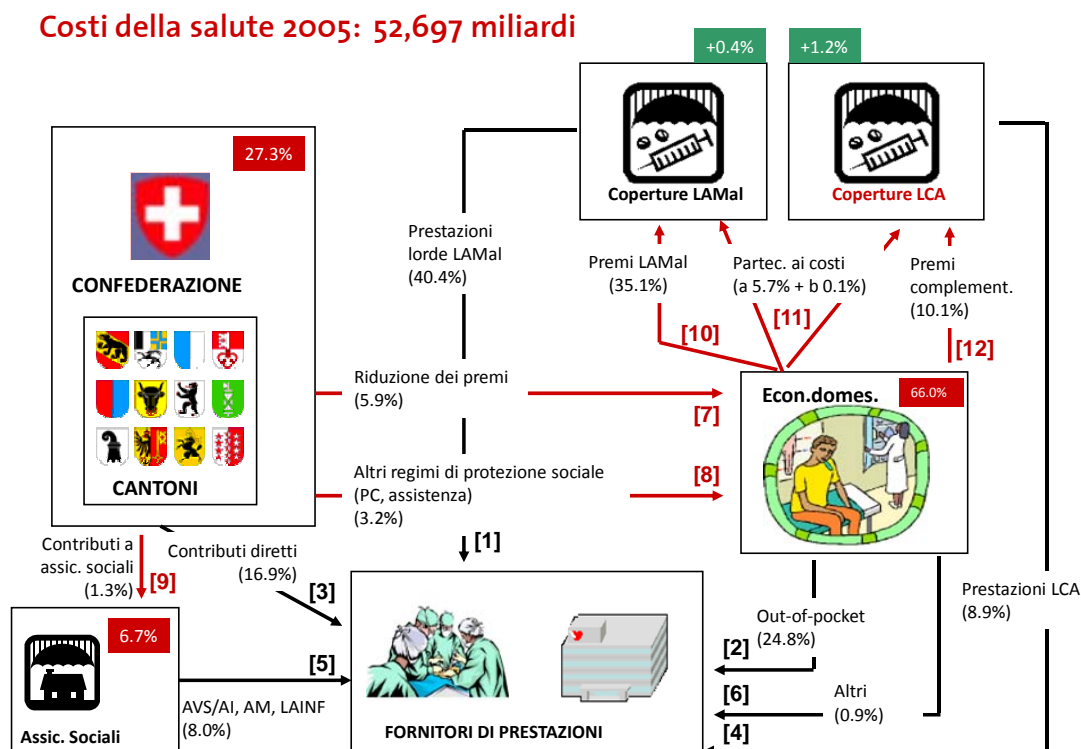 Costi della salute 2005: 52,697 miliardi
+0.4%
+1.2%
27.3%
CONFEDERAZIONE
CANTONI
Coperture LAMal
Coperture LCA
Prestazioni
lorde LAMal
(40.4%)
Premi LAMal
(35.1%)
Partec. ai costi
(a 5.7% + b 0.1%)
Premi
complement.
(10.1%)
[10]
[11]
[12]
Riduzione dei premi
(5.9%)
[7]
Econ.domes.
66.0%
Altri regimi di protezione sociale
(PC, assistenza)
(3.2%)
[8]
[1]
Contributi a
assic. sociali
(1.3%)
[9]
Contributi diretti
(16.9%)
[3]
Prestazioni LCA
(8.9%)
6.7%
Assic. Sociali
[5]
AVS/AI, AM, LAINF
(8.0%)
FORNITORI DI PRESTAZIONI
Out-of-pocket
(24.8%)
[2]
[6]
Altri
(0.9%)
[4]